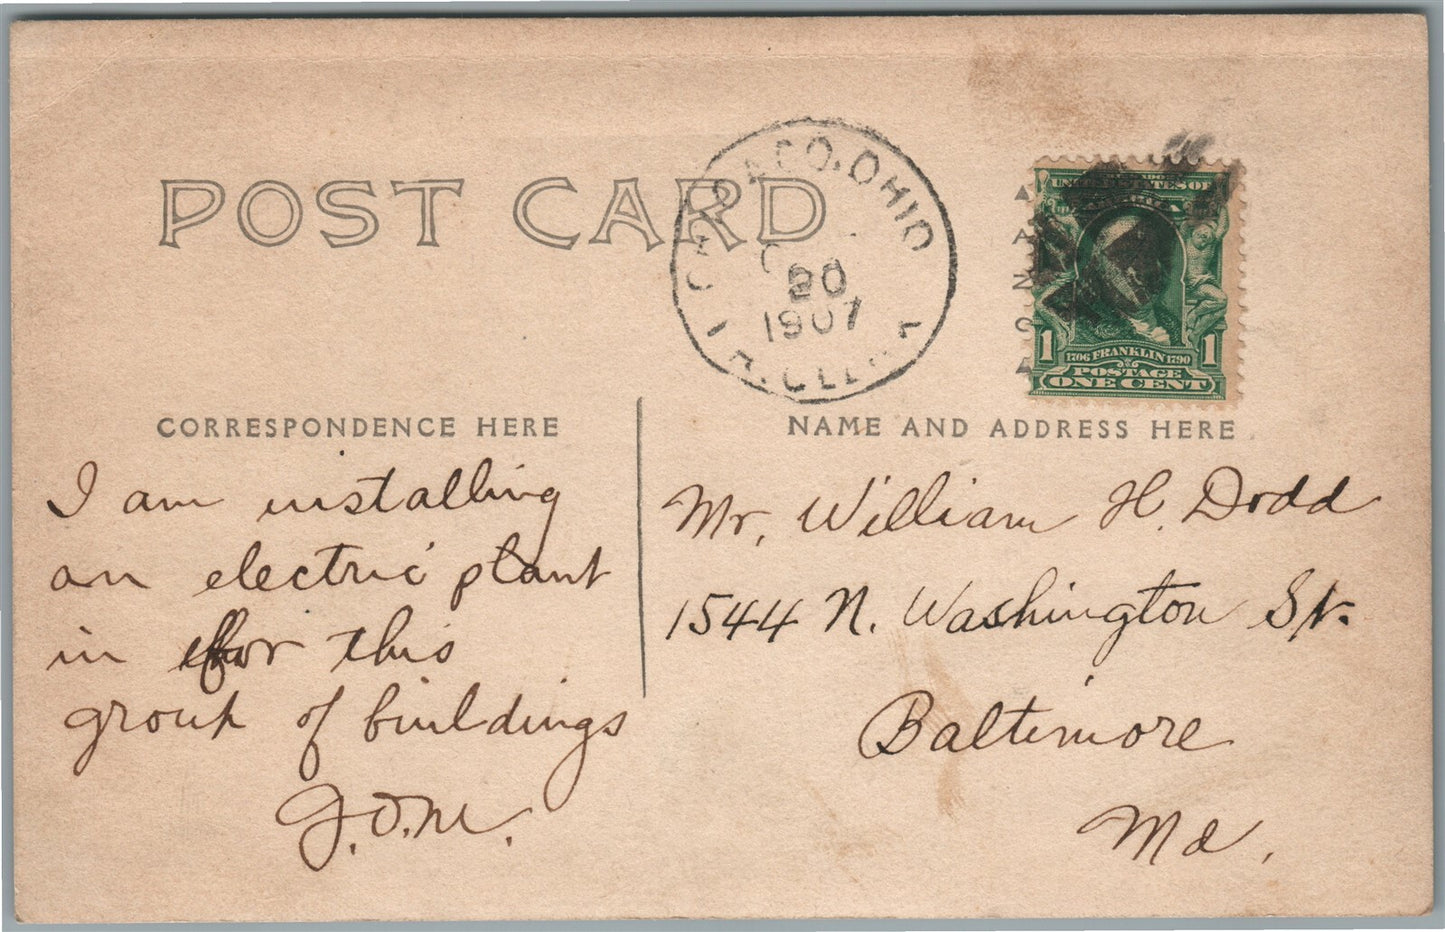 POST CARD
OHIO
20
1907
UNITED STATES OF
AMERICA
1 1706 FRANKLIN 1790 1
POSTAGE
ONE CENT
CORRESPONDENCE HERE
NAME AND ADDRESS HERE
I am installing
an electric plant
in for this
group of buildings
J.O.M.
Mr. William H. Dodd
1544 N. Washington St.
Baltimore
Md.